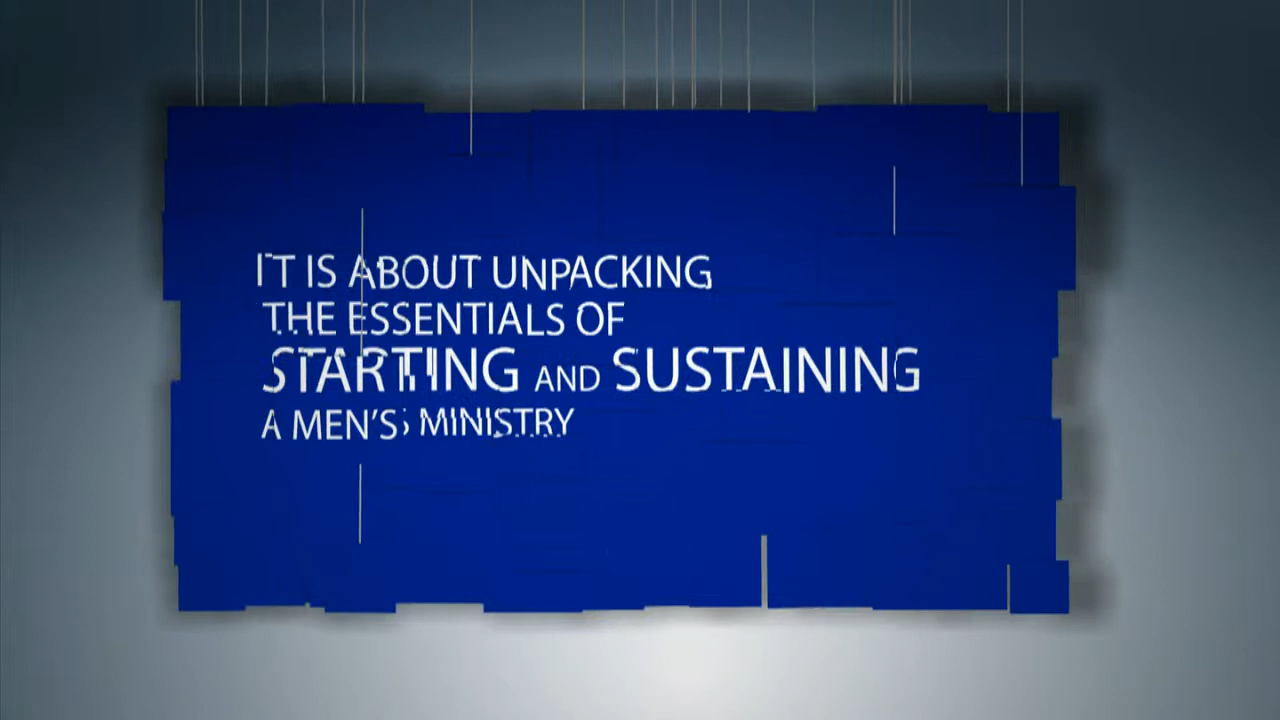 IT IS ABOUT UNPACKING
THE ESSENTIALS OF
STARTING AND SUSTAINING
A MEN'S MINISTRY